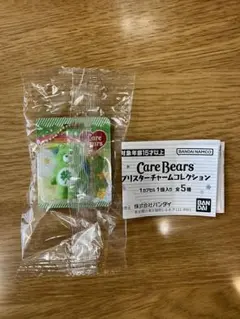 Care
Bears
対象年齢15才以上
BANDAI NAMCO
Care Bears
ブリスターチャームコレクション
1カプセル1個入り 全5種
株式会社バンダイ
BANDAI